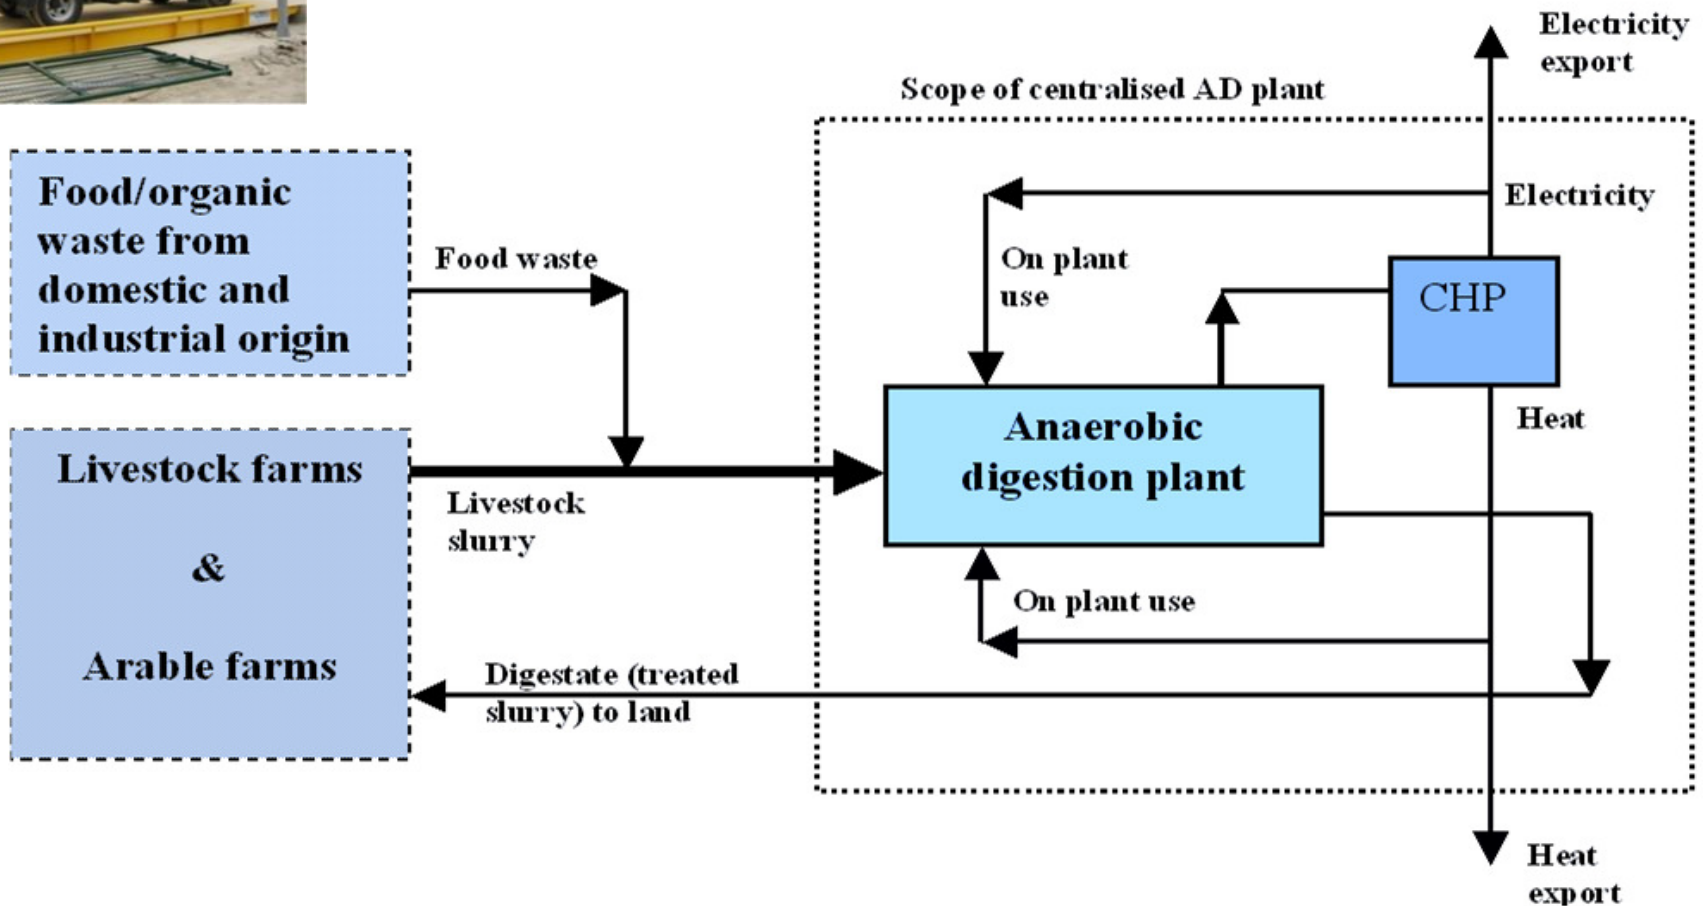 Electricity
export
Scope of centralised AD plant
Food/organic
waste from
domestic and
industrial origin
Food waste
Electricity
On plant
use
CHP
Heat
Anaerobic
digestion plant
Livestock farms
&
Arable farms
Livestock
slurry
On plant use
Digestate (treated
slurry) to land
Heat
export